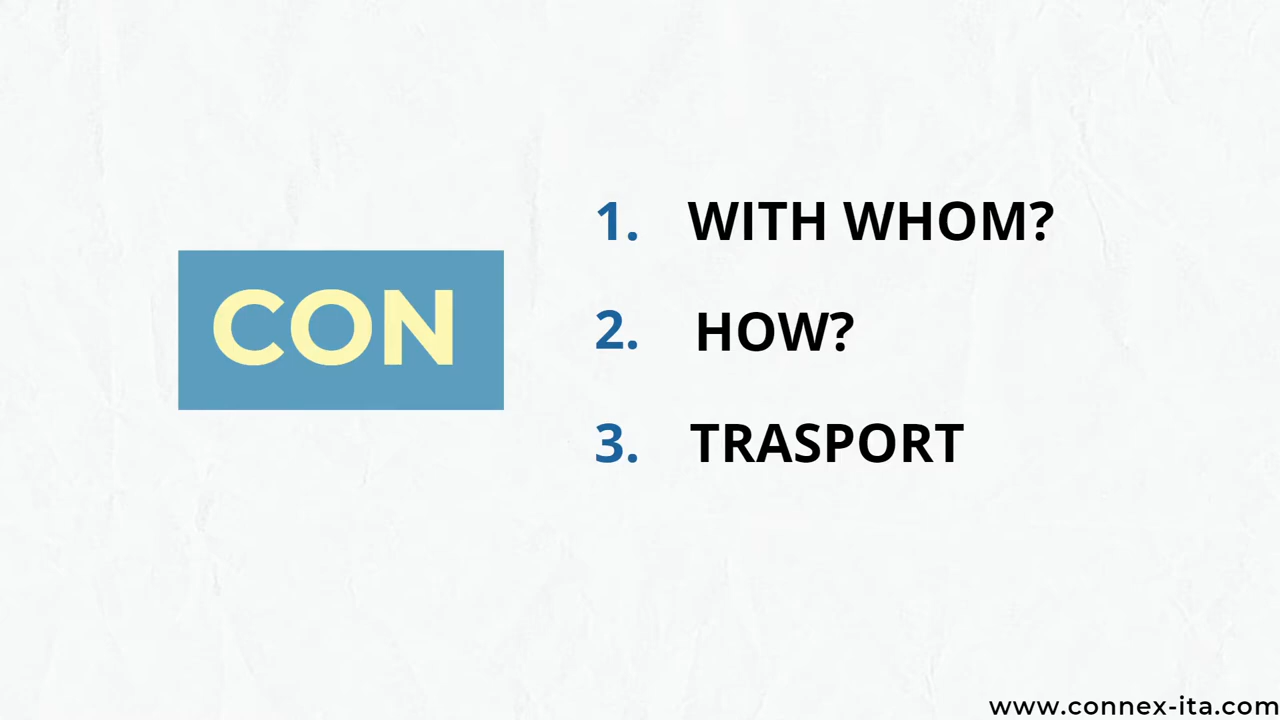 CON
1. WITH WHOM?
2. HOW?
3. TRASPORT
www.connex-ita.com